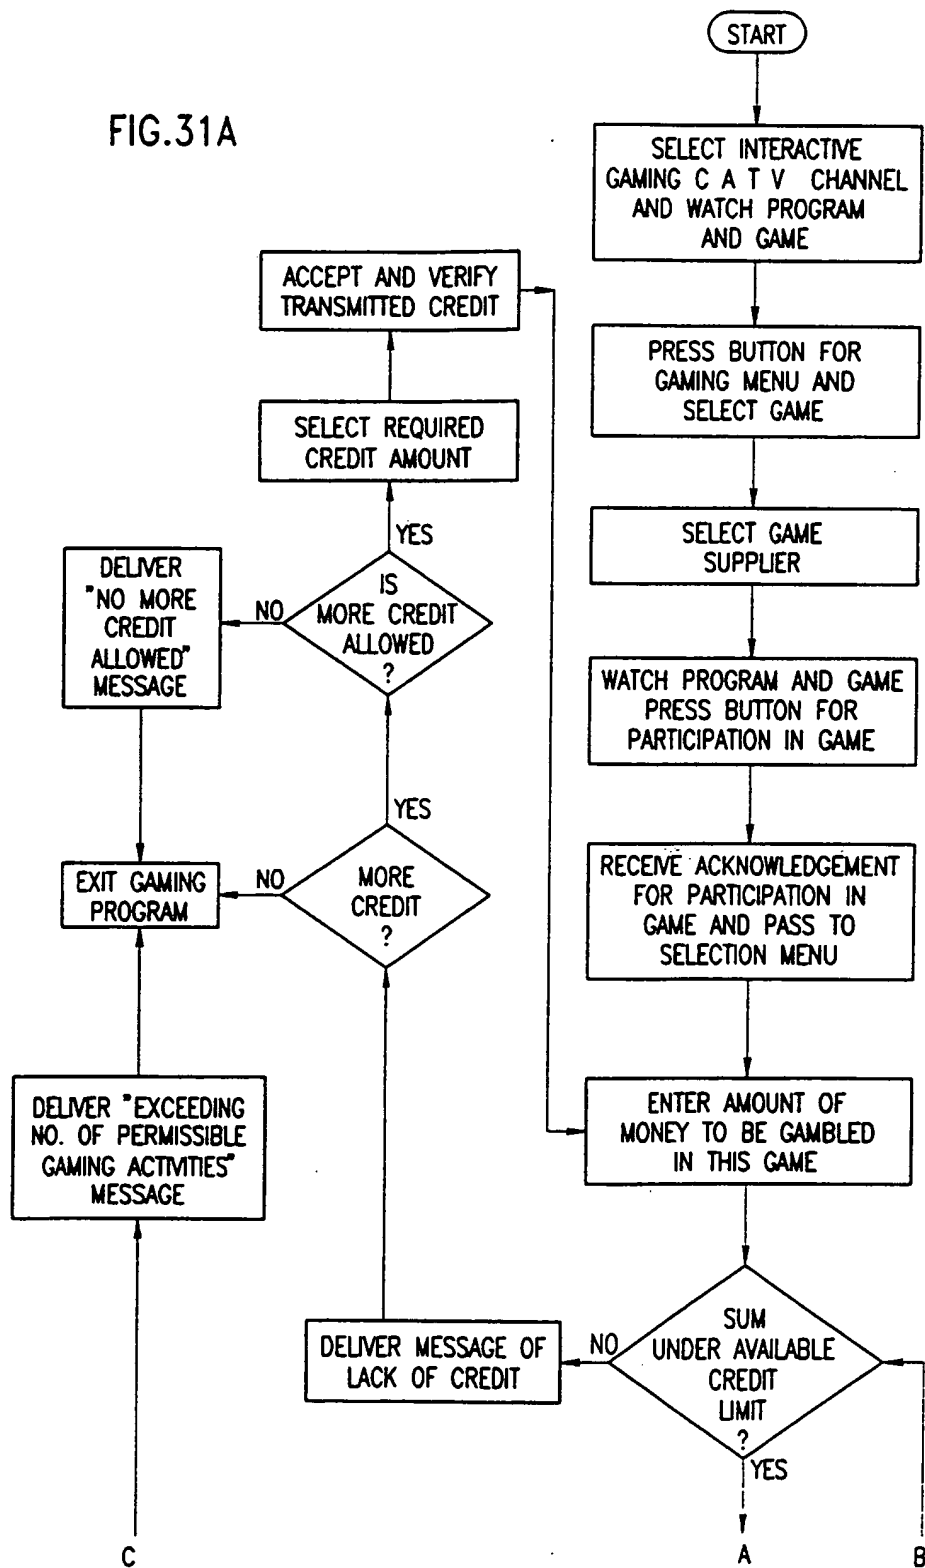 FIG.31A
START
SELECT INTERACTIVE
GAMING C A T V CHANNEL
AND WATCH PROGRAM
AND GAME
PRESS BUTTON FOR
GAMING MENU AND
SELECT GAME
SELECT GAME
SUPPLIER
WATCH PROGRAM AND GAME
PRESS BUTTON FOR
PARTICIPATION IN GAME
RECEIVE ACKNOWLEDGEMENT
FOR PARTICIPATION IN
GAME AND PASS TO
SELECTION MENU
ENTER AMOUNT OF
MONEY TO BE GAMBLED
IN THIS GAME
SUM
UNDER AVAILABLE
CREDIT
LIMIT
?
NO
YES
A
B
DELIVER MESSAGE OF
LACK OF CREDIT
MORE
CREDIT
?
NO
YES
IS
MORE CREDIT
ALLOWED
?
NO
YES
SELECT REQUIRED
CREDIT AMOUNT
ACCEPT AND VERIFY
TRANSMITTED CREDIT
DELIVER
"NO MORE
CREDIT
ALLOWED"
MESSAGE
EXIT GAMING
PROGRAM
DELIVER "EXCEEDING
NO. OF PERMISSIBLE
GAMING ACTIVITIES"
MESSAGE
C